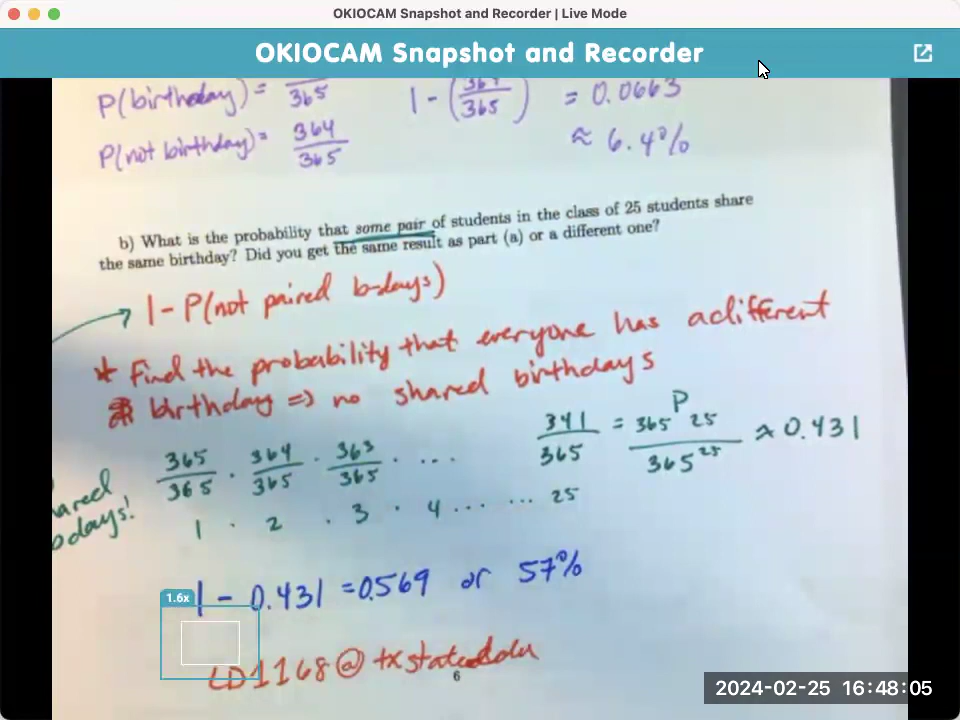 OKIOCAM Snapshot and Recorder | Live Mode
OKIOCAM Snapshot and Recorder
P(birthday) = 365 1 - (364/365) = 0.0663
P(not birthday) = 364/365 ≈ 6.4%
b) What is the probability that some pair of students in the class of 25 students share
the same birthday? Did you get the same result as part (a) or a different one?
1 - P(not paired b-days)
* Find the probability that everyone has a different
birthday => no shared birthdays
365/365 · 364/365 · 363/365 · ... 341/365 = 365P25/365^25 ≈ 0.431
1 · 2 · 3 · 4 ... ... 25
1 - 0.431 = 0.569 or 57%
1.6x
LD1168@txstate.edu
6
2024-02-25 16:48:05